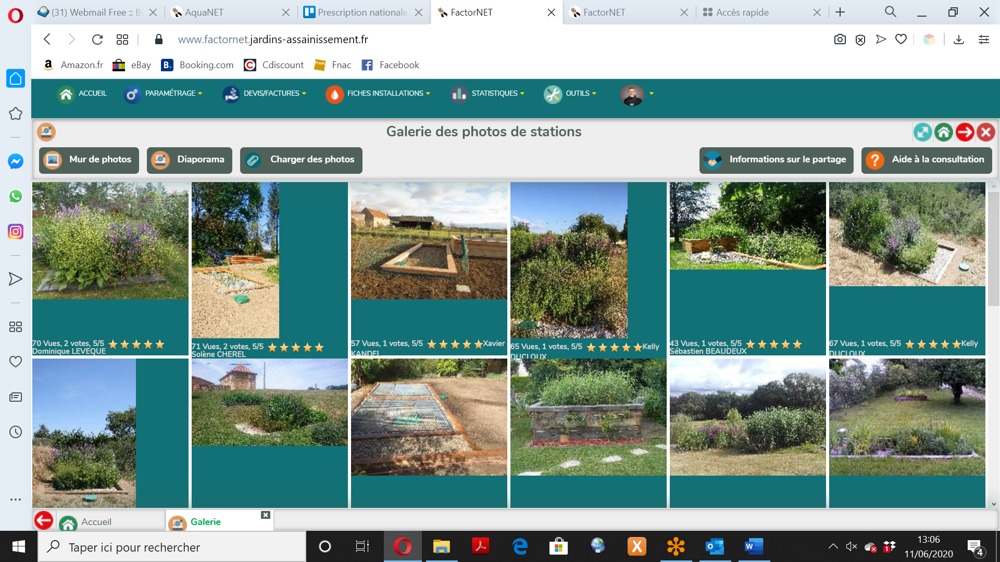 (31) Webmail Free :: B
AquaNET
Prescription nationale
FactorNET
FactorNET
Accès rapide
www.factornet.jardins-assainissement.fr
Amazon.fr
eBay
Booking.com
Cdiscount
Fnac
Facebook
ACCUEIL
PARAMÉTRAGE
DEVIS/FACTURES
FICHES INSTALLATIONS
STATISTIQUES
OUTILS
Galerie des photos de stations
Mur de photos
Diaporama
Charger des photos
Informations sur le partage
Aide à la consultation
70 Vues, 2 votes, 5/5
Dominique LEVEQUE
71 Vues, 2 votes, 5/5
Solène CHEREL
57 Vues, 1 votes, 5/5 Xavier
KANDEL
65 Vues, 1 votes, 5/5 Kelly
DUCLOUX
43 Vues, 1 votes, 5/5
Sébastien BEAUDEUX
67 Vues, 1 votes, 5/5 Kelly
DUCLOUX
Accueil
Galerie
Taper ici pour rechercher
13:06
11/06/2020
4